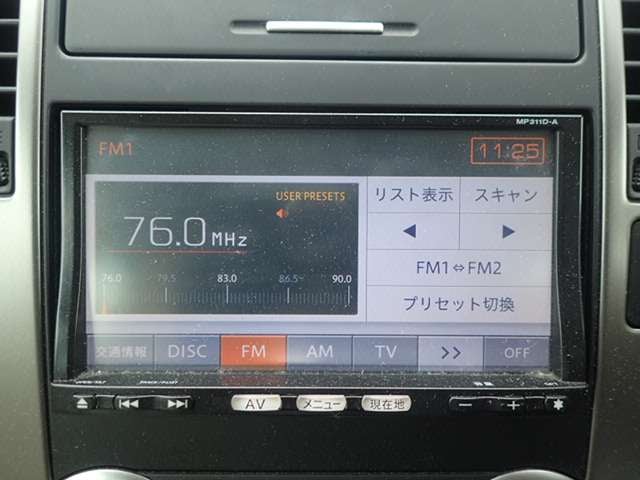 MP311D-A
FM1 11:25
USER PRESETS
76.0 MHz
76.0 79.5 83.0 86.5 90.0
リスト表示 スキャン
◀ ▶
FM1⇔FM2
プリセット切換
交通情報 DISC FM AM TV >> OFF
AV メニュー 現在地 − +